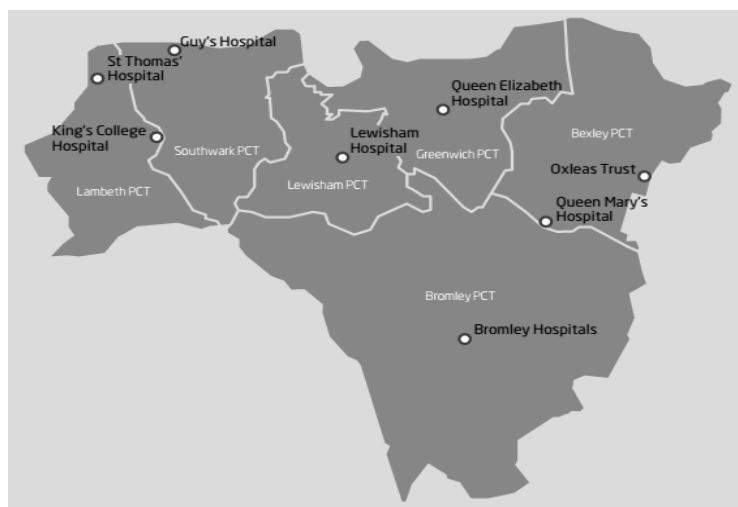 Guy's Hospital
St Thomas'
Hospital
Queen Elizabeth
Hospital
King's College
Hospital
Southwark PCT
Lewisham
Hospital
Greenwich PCT
Bexley PCT
Oxleas Trust
Lambeth PCT
Lewisham PCT
Queen Mary's
Hospital
Bromley PCT
Bromley Hospitals